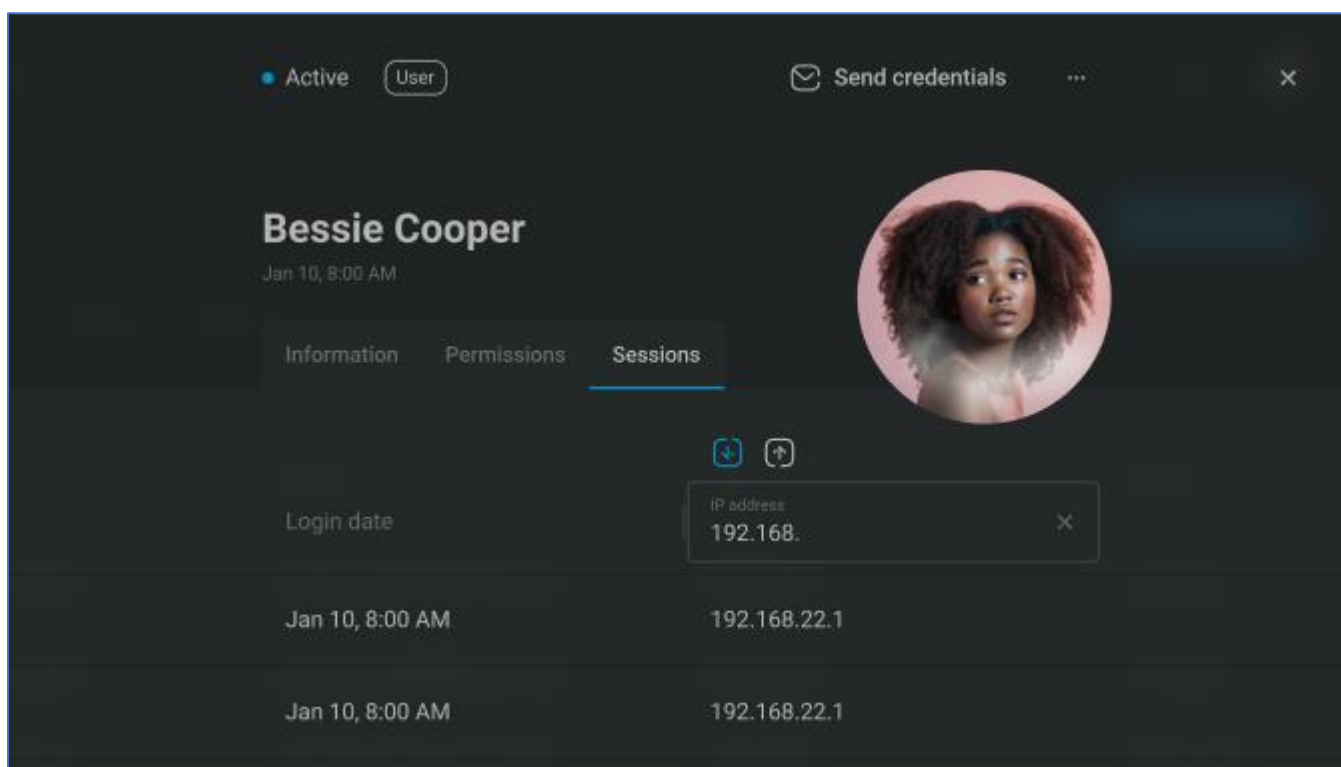 Active User Send credentials ...
Bessie Cooper
Jan 10, 8:00 AM
Information Permissions Sessions
IP address
Login date
192.168.
Jan 10, 8:00 AM 192.168.22.1
Jan 10, 8:00 AM 192.168.22.1